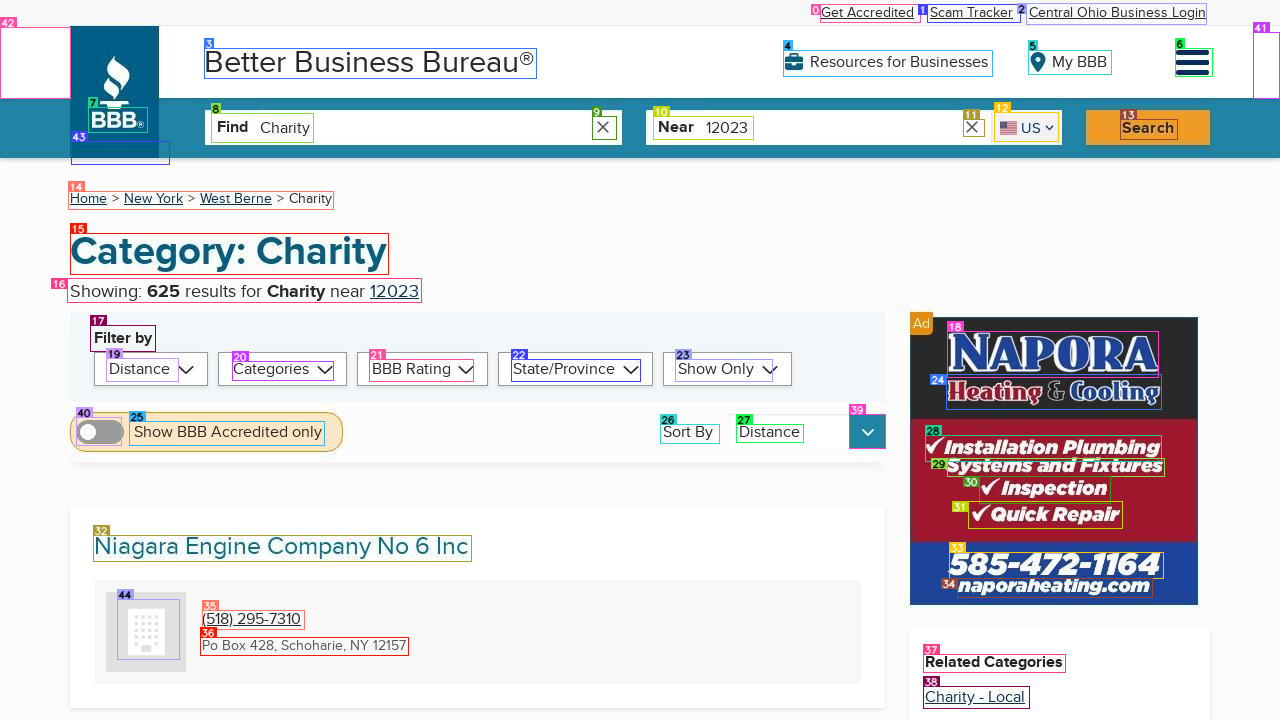 Get Accredited
Scam Tracker
Central Ohio Business Login
Better Business Bureau®
Resources for Businesses
My BBB
BBB®
Find Charity
Near 12023
US
Search
Home > New York > West Berne > Charity
Category: Charity
Showing: 625 results for Charity near 12023
Filter by
Distance
Categories
BBB Rating
State/Province
Show Only
Show BBB Accredited only
Sort By Distance
Niagara Engine Company No 6 Inc
(518) 295-7310
Po Box 428, Schoharie, NY 12157
Ad
NAPORA
Heating & Cooling
Installation Plumbing
Systems and Fixtures
Inspection
Quick Repair
585-472-1164
naporaheating.com
Related Categories
Charity - Local
0
1
2
3
4
5
6
7
8
9
10
11
12
13
14
15
16
17
18
19
20
21
22
23
24
25
26
27
28
29
30
31
32
33
34
35
36
37
38
39
40
41
42
43
44